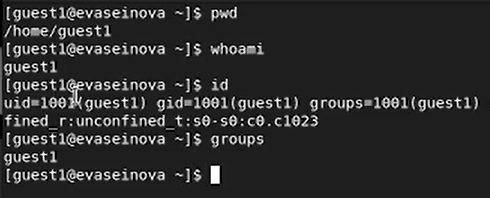 [guest1@evaseinova ~]$ pwd
/home/guest1
[guest1@evaseinova ~]$ whoami
guest1
[guest1@evaseinova ~]$ id
uid=1001(guest1) gid=1001(guest1) groups=1001(guest1)
fined_r:unconfined_t:s0-s0:c0.c1023
[guest1@evaseinova ~]$ groups
guest1
[guest1@evaseinova ~]$